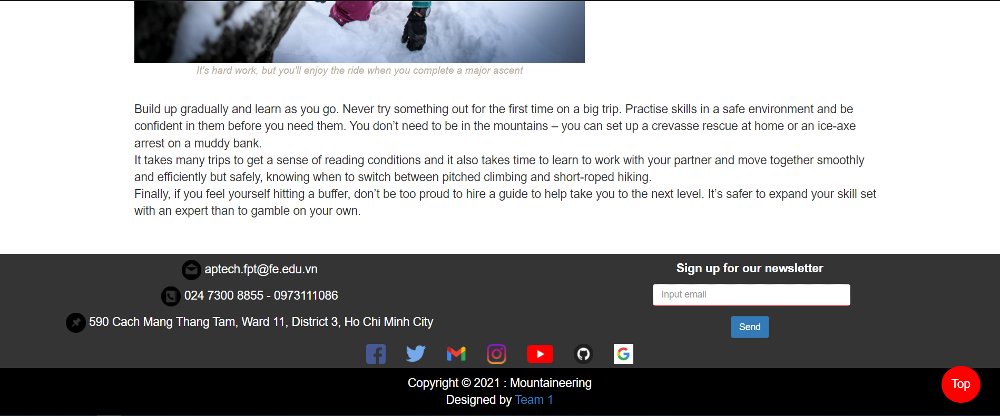 It's hard work, but you'll enjoy the ride when you complete a major ascent
Build up gradually and learn as you go. Never try something out for the first time on a big trip. Practise skills in a safe environment and be
confident in them before you need them. You don’t need to be in the mountains – you can set up a crevasse rescue at home or an ice-axe
arrest on a muddy bank.
It takes many trips to get a sense of reading conditions and it also takes time to learn to work with your partner and move together smoothly
and efficiently but safely, knowing when to switch between pitched climbing and short-roped hiking.
Finally, if you feel yourself hitting a buffer, don’t be too proud to hire a guide to help take you to the next level. It’s safer to expand your skill set
with an expert than to gamble on your own.
aptech.fpt@fe.edu.vn
024 7300 8855 - 0973111086
590 Cach Mang Thang Tam, Ward 11, District 3, Ho Chi Minh City
Sign up for our newsletter
Input email
Send
Copyright © 2021 : Mountaineering
Designed by Team 1
Top